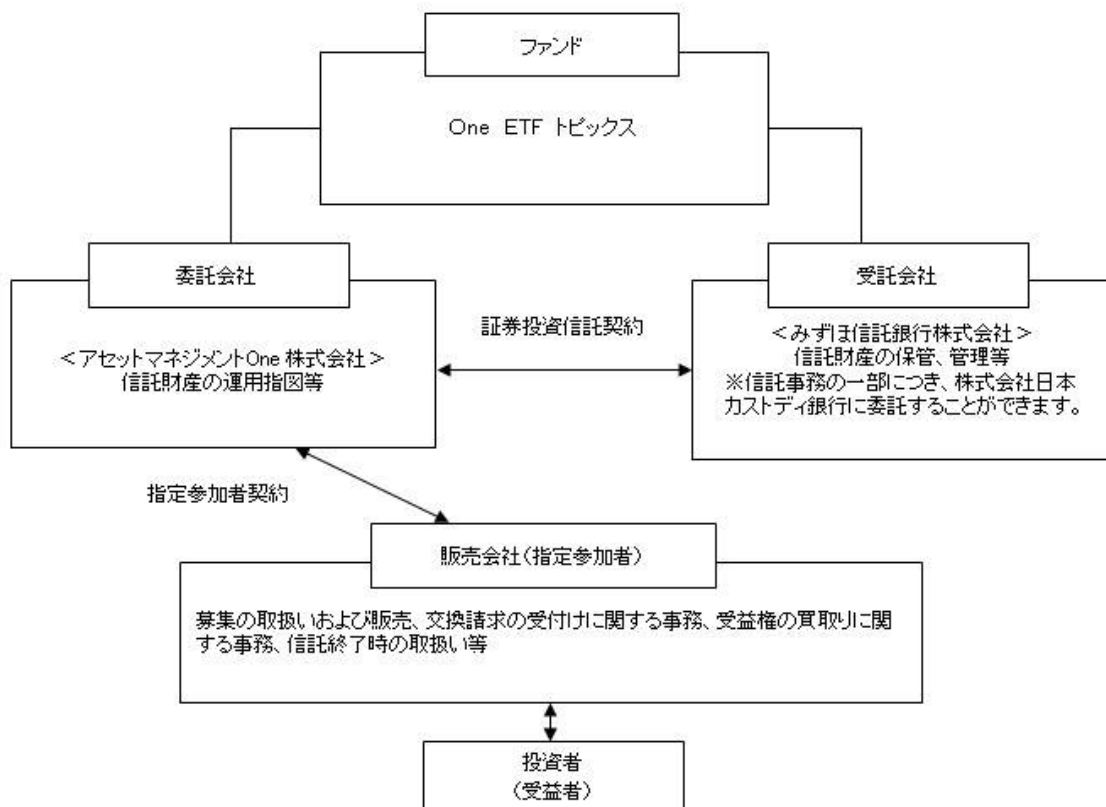 ファンド
One ETF トピックス
委託会社
<アセットマネジメントOne 株式会社>
信託財産の運用指図等
証券投資信託契約
受託会社
<みずほ信託銀行株式会社>
信託財産の保管、管理等
※信託事務の一部につき、株式会社日本
カストディ銀行に委託することができます。
指定参加者契約
販売会社(指定参加者)
募集の取扱いおよび販売、交換請求の受付けに関する事務、受益権の買取りに関
する事務、信託終了時の取扱い等
投資者
(受益者)